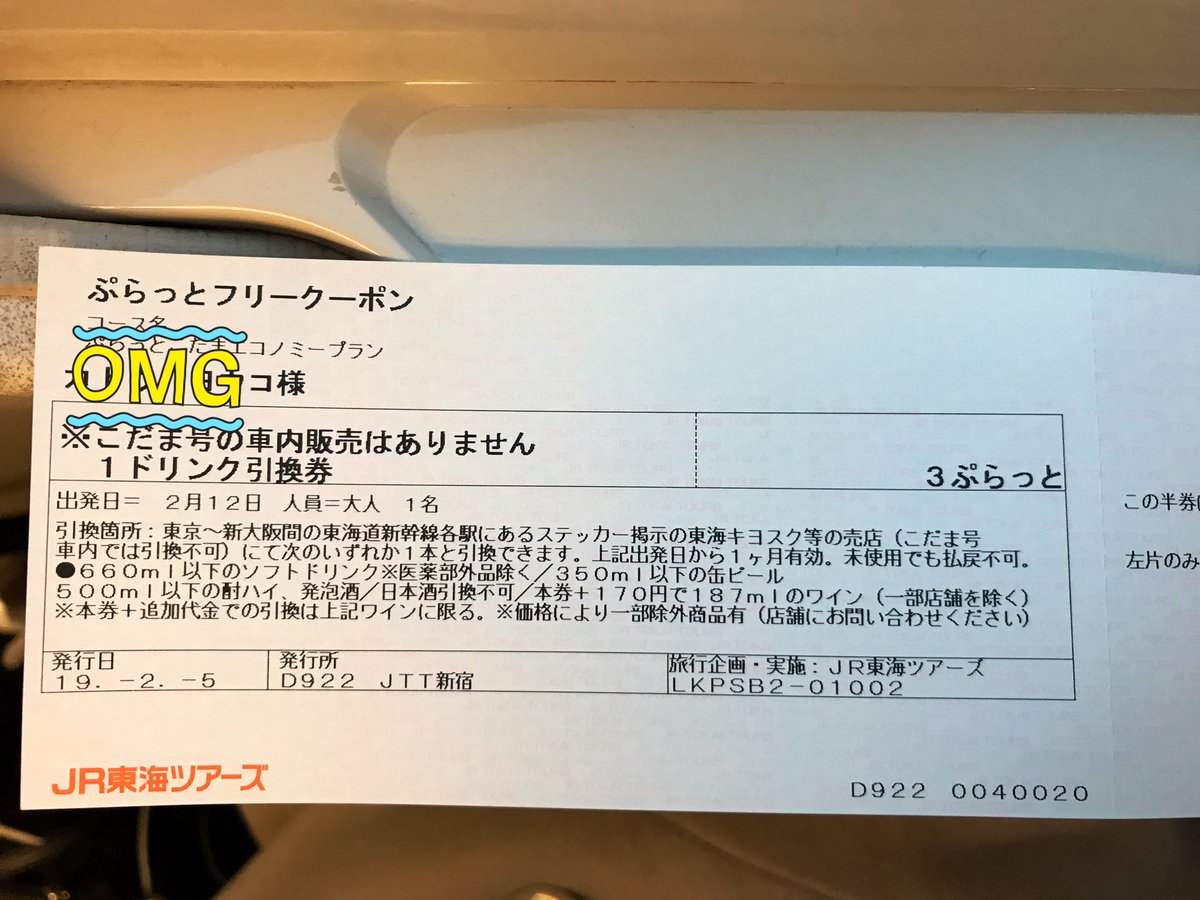 ぷらっとフリークーポン
コースタ
ぷらっと だまエコノミープラン
OMG
コ様
※こだま号の車内販売はありません
1ドリンク引換券
3ぷらっと
出発日= 2月12日 人員=大人 1名
引換箇所:東京~新大阪間の東海道新幹線各駅にあるステッカー掲示の東海キヨスク等の売店(こだま号
車内では引換不可)にて次のいずれか1本と引換できます。上記出発日から1ヶ月有効。未使用でも払戻不可。
●660ml以下のソフトドリンク※医薬部外品除く/350ml以下の缶ビール
500ml以下の酎ハイ、発泡酒/日本酒引換不可/本券+170円で187mlのワイン(一部店舗を除く)
※本券+追加代金での引換は上記ワインに限る。※価格により一部除外商品有(店舗にお問い合わせください)
発行日
19.-2.-5
発行所
D922 JTT新宿
旅行企画・実施:JR東海ツアーズ
LKPSB2-01002
JR東海ツアーズ
D922 0040020
この半券
左片のみ